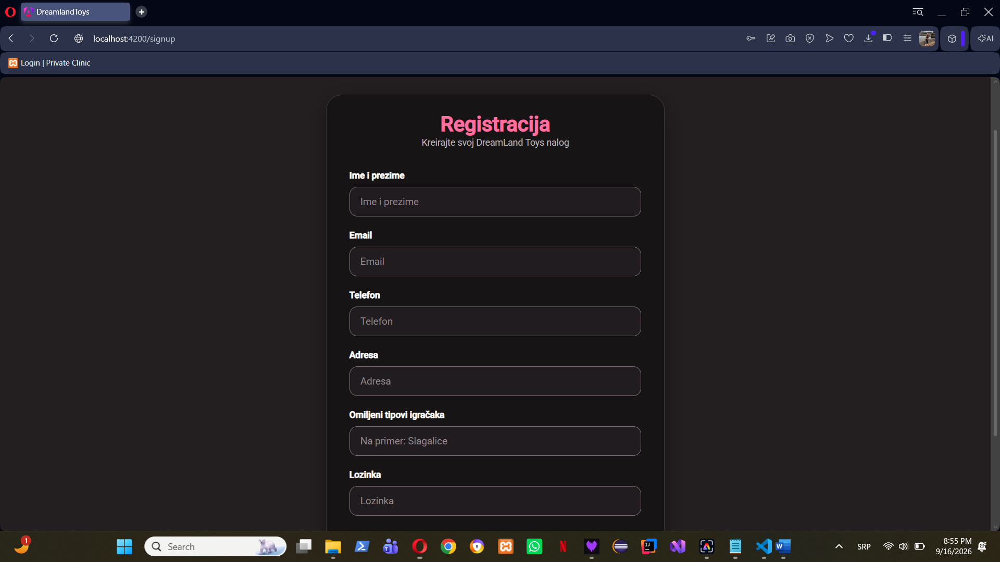 DreamlandToys
localhost:4200/signup
AI
Login | Private Clinic
Registracija
Kreirajte svoj DreamLand Toys nalog
Ime i prezime
Ime i prezime
Email
Email
Telefon
Telefon
Adresa
Adresa
Omiljeni tipovi igračaka
Na primer: Slagalice
Lozinka
Lozinka
1
Search
SRP
8:55 PM
9/16/2026